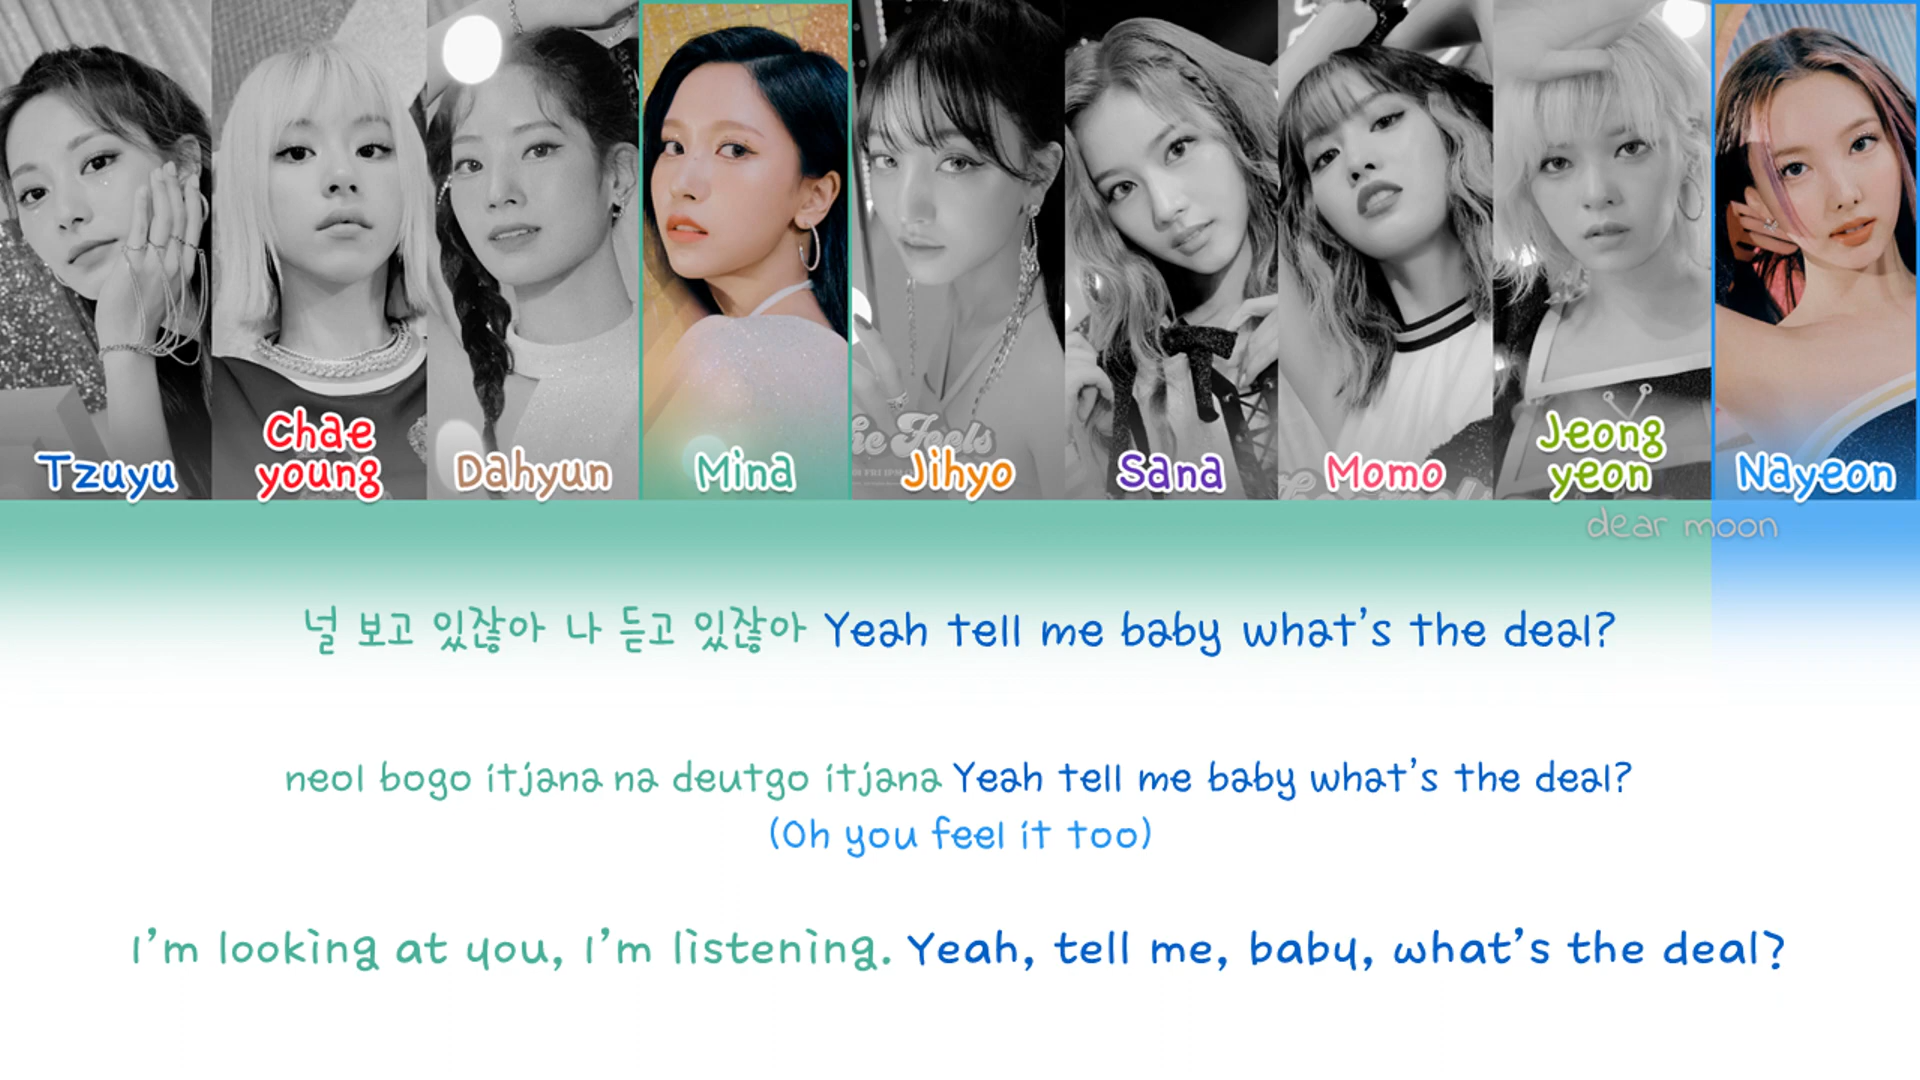 Tzuyu
Chae
young
Dahyun
Mina
The Feels
Jihyo
Sana
Momo
Jeong
yeon
Nayeon
dear moon
널 보고 있잖아 나 듣고 있잖아 Yeah tell me baby what's the deal?
neol bogo itjana na deutgo itjana Yeah tell me baby what's the deal?
(Oh you feel it too)
I'm looking at you, I'm listening. Yeah, tell me, baby, what's the deal?